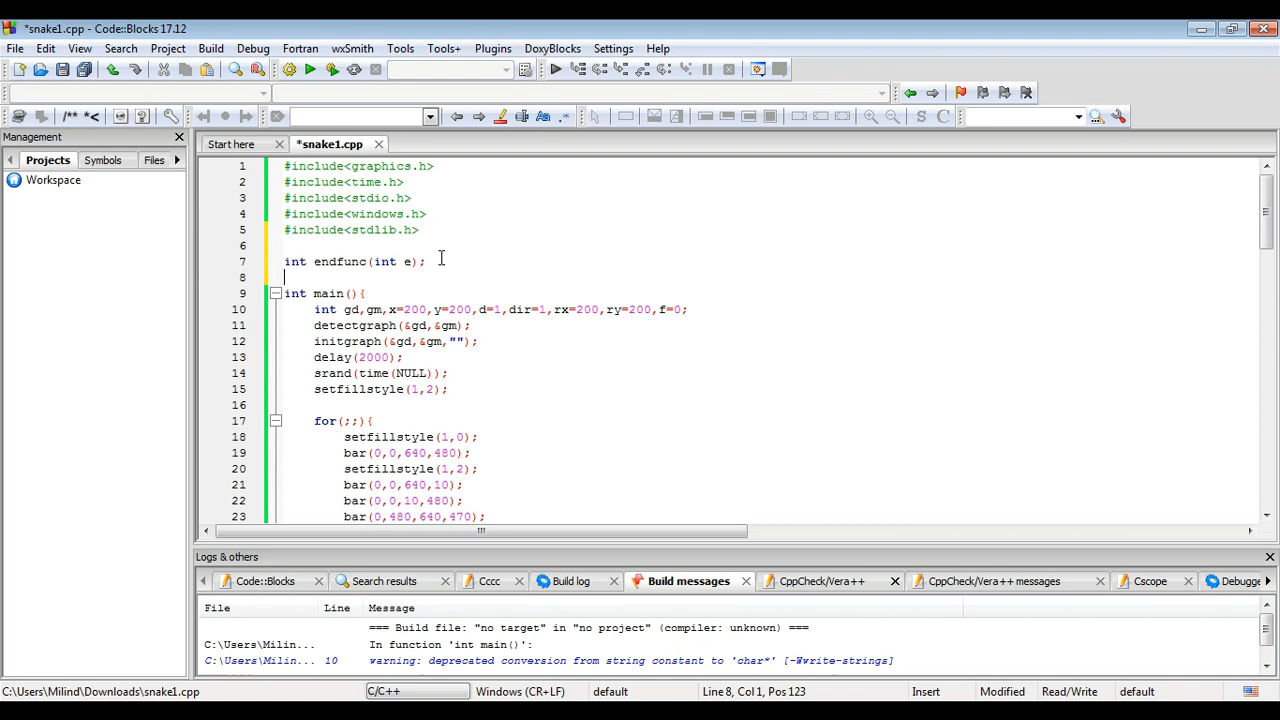 *snake1.cpp - Code::Blocks 17.12
File Edit View Search Project Build Debug Fortran wxSmith Tools Tools+ Plugins DoxyBlocks Settings Help
/** *<
Aa .* S C
Management
Start here *snake1.cpp
Projects Symbols Files
Workspace
1 #include<graphics.h>
2 #include<time.h>
3 #include<stdio.h>
4 #include<windows.h>
5 #include<stdlib.h>
6
7 int endfunc(int e);
8
9 int main(){
10 int gd,gm,x=200,y=200,d=1,dir=1,rx=200,ry=200,f=0;
11 detectgraph(&gd,&gm);
12 initgraph(&gd,&gm,"");
13 delay(2000);
14 srand(time(NULL));
15 setfillstyle(1,2);
16
17 for(;;){
18 setfillstyle(1,0);
19 bar(0,0,640,480);
20 setfillstyle(1,2);
21 bar(0,0,640,10);
22 bar(0,0,10,480);
23 bar(0,480,640,470);
Logs & others
Code::Blocks Search results Cccc Build log Build messages CppCheck/Vera++ CppCheck/Vera++ messages Cscope Debugge
File Line Message
=== Build file: "no target" in "no project" (compiler: unknown) ===
C:\Users\Milin... In function 'int main()':
C:\Users\Milin... 10 warning: deprecated conversion from string constant to 'char*' [-Wwrite-strings]
C:\Users\Milind\Downloads\snake1.cpp C/C++ Windows (CR+LF) default Line 8, Col 1, Pos 123 Insert Modified Read/Write default